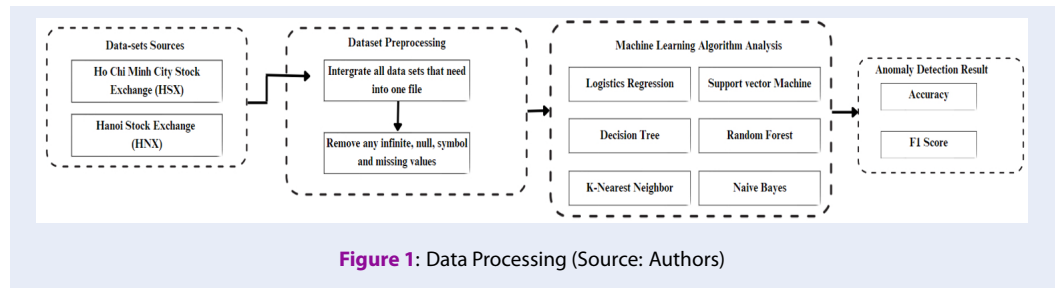 Data-sets Sources
Ho Chi Minh City Stock
Exchange (HSX)
Hanoi Stock Exchange
(HNX)
Dataset Preprocessing
Intergrate all data sets that need
into one file
Remove any infinite, null, symbol
and missing values
Machine Learning Algorithm Analysis
Logistics Regression
Support vector Machine
Decision Tree
Random Forest
K-Nearest Neighbor
Naive Bayes
Anomaly Detection Result
Accuracy
F1 Score
Figure 1: Data Processing (Source: Authors)